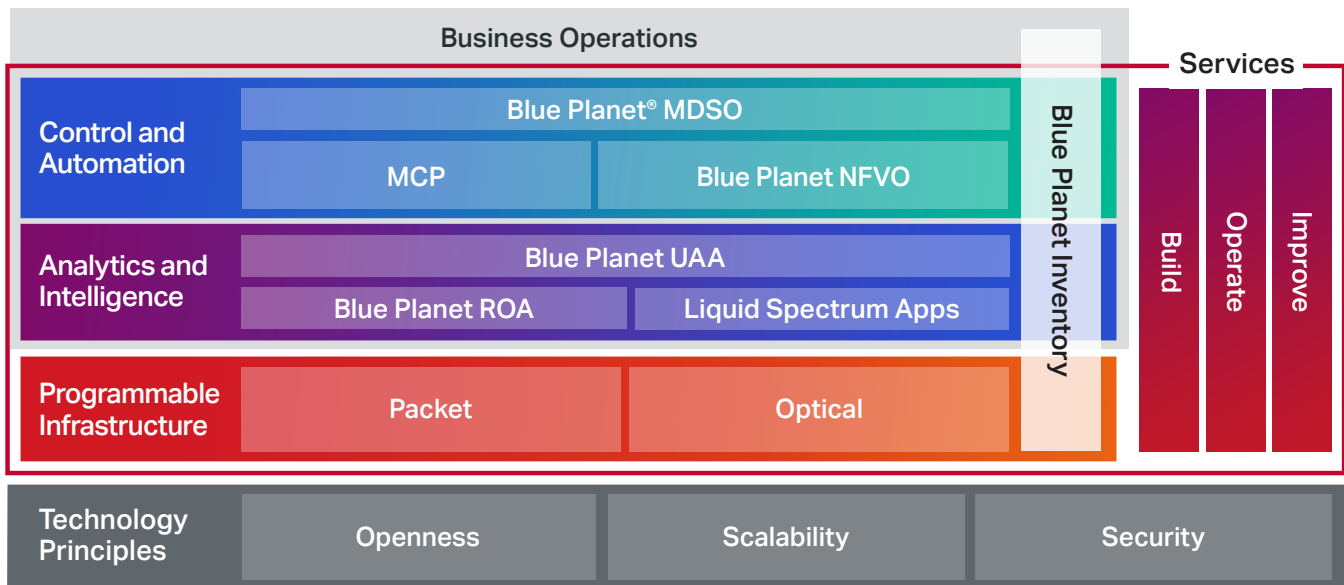 Business Operations
Services
Control and
Automation
Blue Planet® MDSO
MCP
Blue Planet NFVO
Analytics and
Intelligence
Blue Planet UAA
Blue Planet ROA
Liquid Spectrum Apps
Programmable
Infrastructure
Packet
Optical
Blue Planet Inventory
Build
Operate
Improve
Technology
Principles
Openness
Scalability
Security